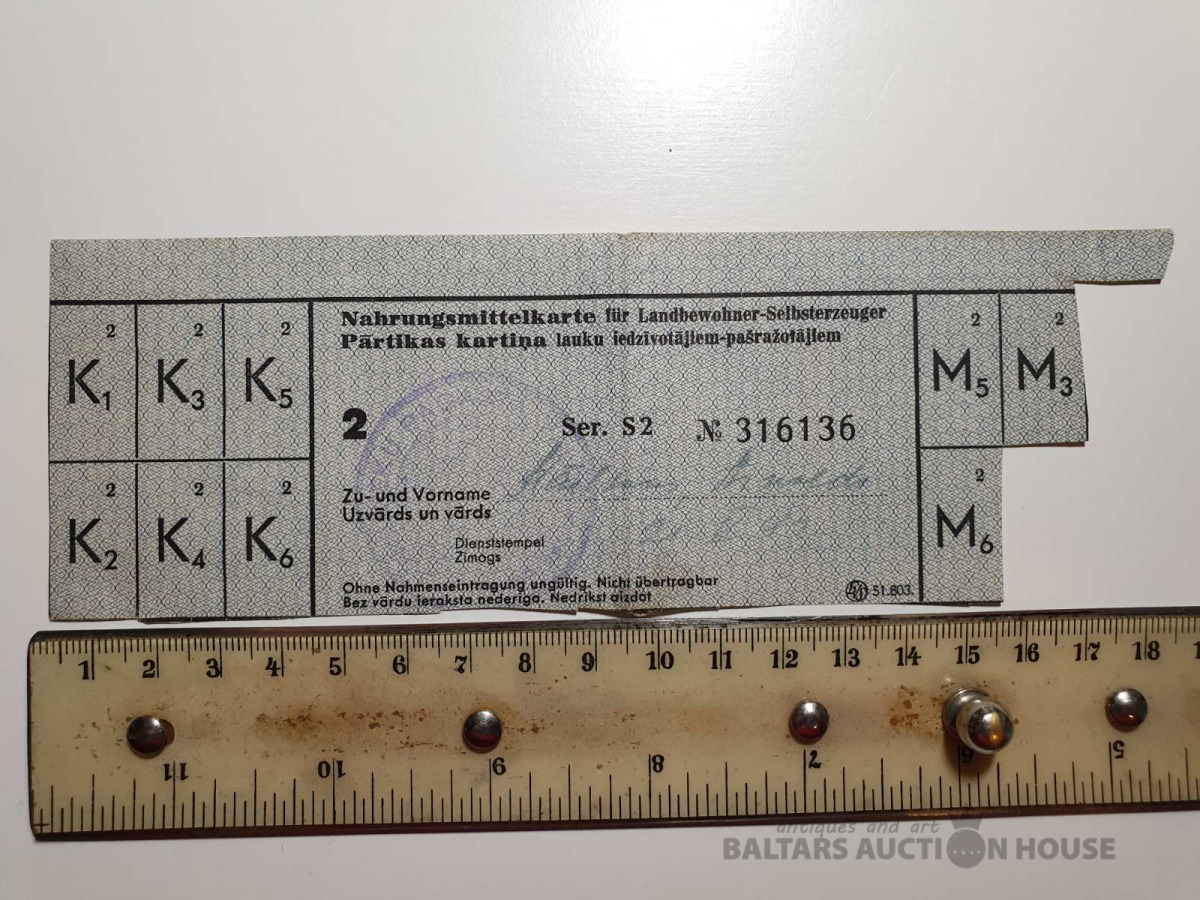 2 2 2
K1 K3 K5
2 2 2
K2 K4 K6
Nahrungsmittelkarte für Landbewohner-Selbsterzeuger
Pārtikas kartiņa lauku iedzīvotājiem-pašražotājiem
2 Ser. S2 № 316136
Zu- und Vorname
Uzvārds un vārds
Dienststempel
Zimogs
Ohne Nahmenseintragung ungültig. Nicht übertragbar
Bez vārdu ieraksta nederīga. Nedrīkst aizdot
51.803.
2 2
M5 M3
2
M6
1 2 3 4 5 6 7 8 9 10 11 12 13 14 15 16 17 18
11 10 9 8 7 6 5
antiques and art
BALTARS AUCTION HOUSE